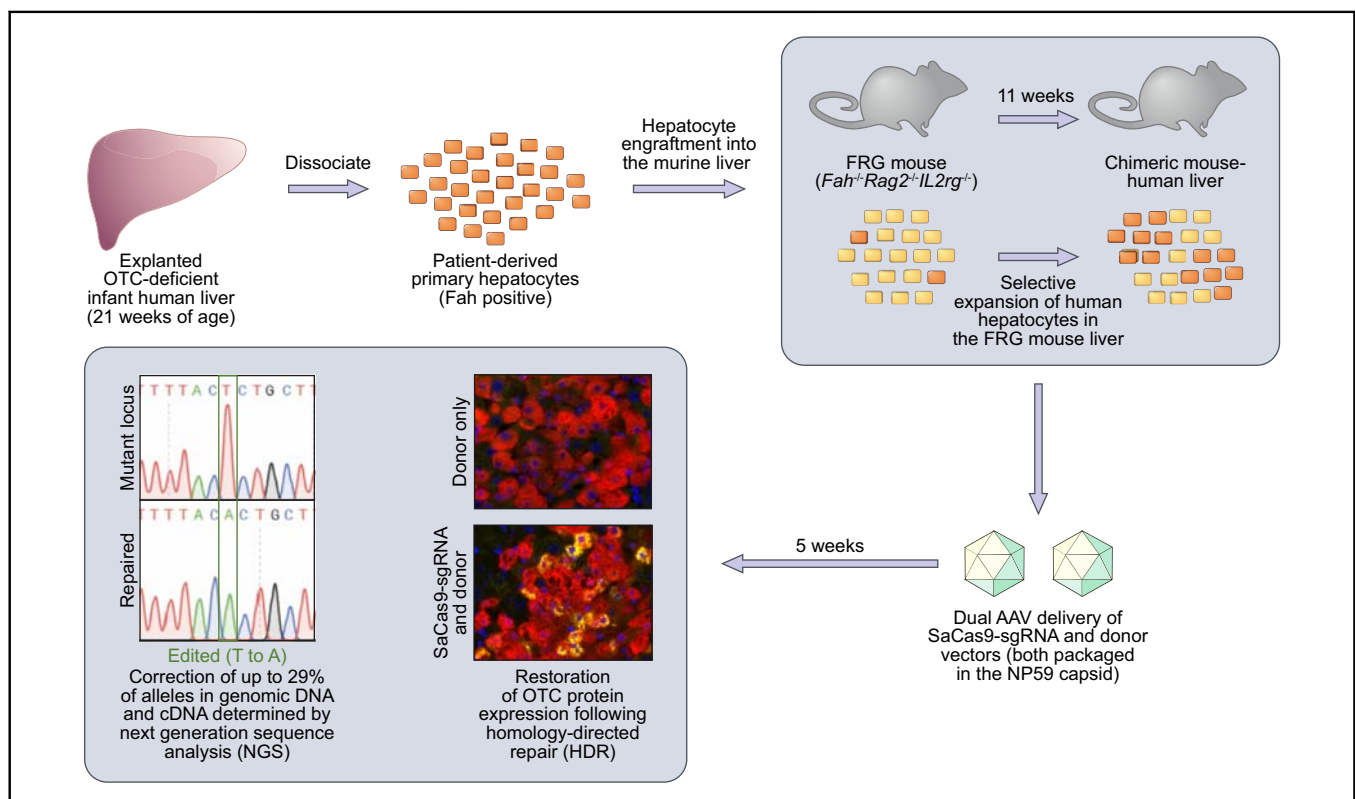 Explanted
OTC-deficient
infant human liver
(21 weeks of age)
Dissociate
Patient-derived
primary hepatocytes
(Fah positive)
Hepatocyte
engraftment into
the murine liver
11 weeks
FRG mouse
(Fah-/-Rag2-/-IL2rg-/-)
Chimeric mouse-
human liver
Selective
expansion of human
hepatocytes in
the FRG mouse liver
Dual AAV delivery of
SaCas9-sgRNA and donor
vectors (both packaged
in the NP59 capsid)
5 weeks
Mutant locus
TTTTACTCTGCTT
Repaired
TTTTACACTGCTT
Edited (T to A)
Correction of up to 29%
of alleles in genomic DNA
and cDNA determined by
next generation sequence
analysis (NGS)
Donor only
SaCas9-sgRNA
and donor
Restoration
of OTC protein
expression following
homology-directed
repair (HDR)